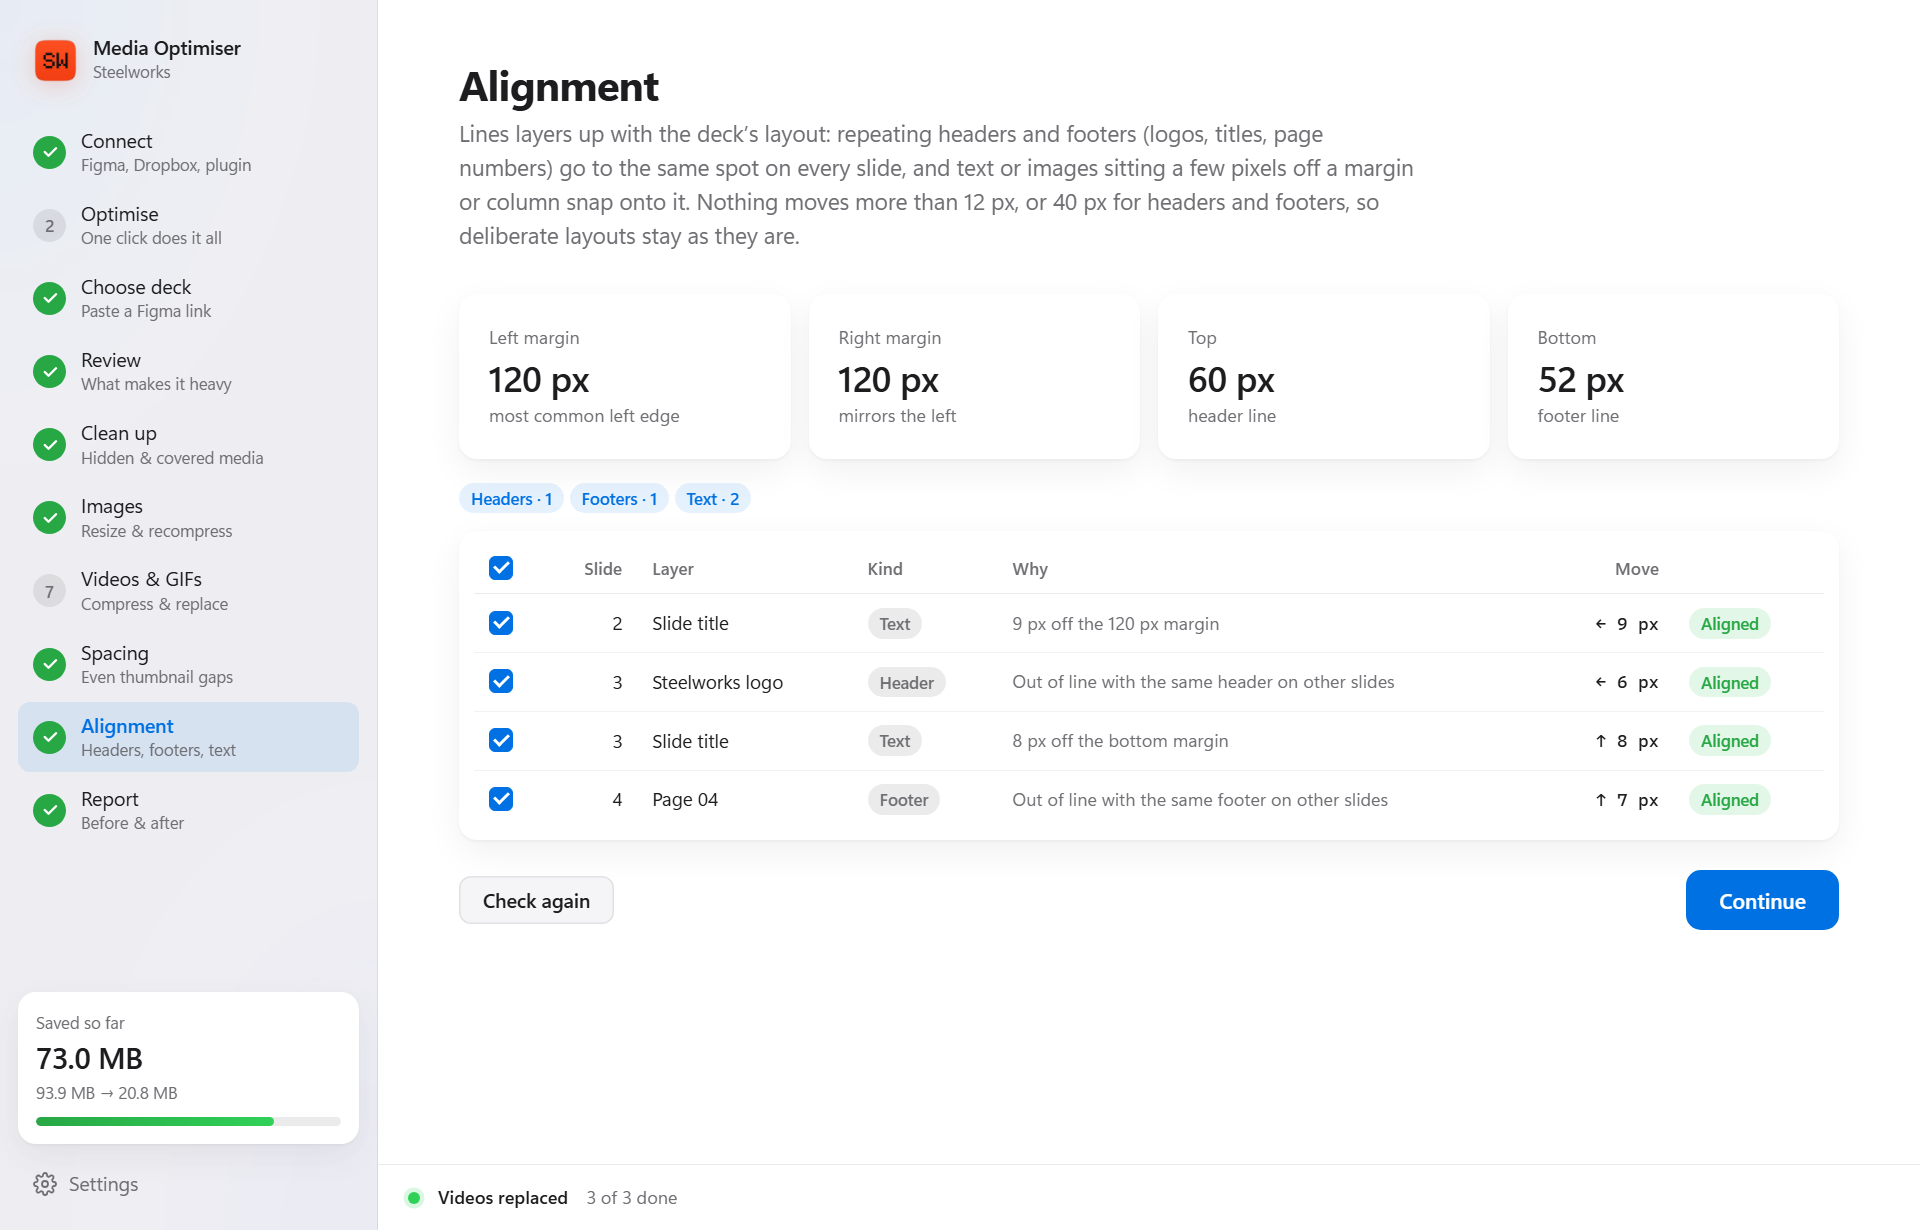 SW
Media Optimiser
Steelworks
Connect
Figma, Dropbox, plugin
2
Optimise
One click does it all
Choose deck
Paste a Figma link
Review
What makes it heavy
Clean up
Hidden & covered media
Images
Resize & recompress
7
Videos & GIFs
Compress & replace
Spacing
Even thumbnail gaps
Alignment
Headers, footers, text
Report
Before & after
Saved so far
73.0 MB
93.9 MB → 20.8 MB
Settings
Alignment
Lines layers up with the deck’s layout: repeating headers and footers (logos, titles, page
numbers) go to the same spot on every slide, and text or images sitting a few pixels off a margin
or column snap onto it. Nothing moves more than 12 px, or 40 px for headers and footers, so
deliberate layouts stay as they are.
Left margin
120 px
most common left edge
Right margin
120 px
mirrors the left
Top
60 px
header line
Bottom
52 px
footer line
Headers · 1 Footers · 1 Text · 2
Slide Layer Kind Why Move
2 Slide title Text 9 px off the 120 px margin ← 9 px Aligned
3 Steelworks logo Header Out of line with the same header on other slides ← 6 px Aligned
3 Slide title Text 8 px off the bottom margin ↑ 8 px Aligned
4 Page 04 Footer Out of line with the same footer on other slides ↑ 7 px Aligned
Check again
Continue
Videos replaced 3 of 3 done